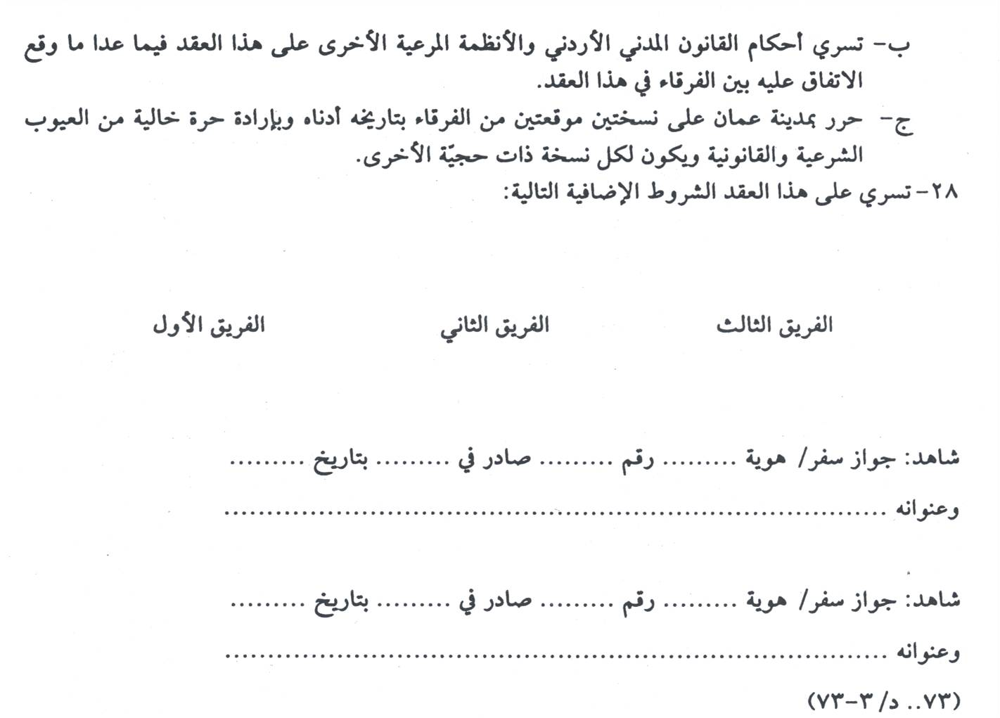 ب- تسري أحكام القانون المدني الأردني والأنظمة المرعية الأخرى على هذا العقد فيما عدا ما وقع
الاتفاق عليه بين الفرقاء في هذا العقد.
ج- حرر بمدينة عمان على نسختين موقعتين من الفرقاء بتاريخه أدناه وبإرادة حرة خالية من العيوب
الشرعية والقانونية ويكون لكل نسخة ذات حجيّة الأخرى.
٢٨- تسري على هذا العقد الشروط الإضافية التالية:
الفريق الثالث الفريق الثاني الفريق الأول
شاهد: جواز سفر/ هوية ......... رقم ......... صادر في ......... بتاريخ .........
وعنوانه ...............................................................................
شاهد: جواز سفر/ هوية ......... رقم ......... صادر في ......... بتاريخ .........
وعنوانه ...............................................................................
(٧٣.. د/ ٣-٧٣)